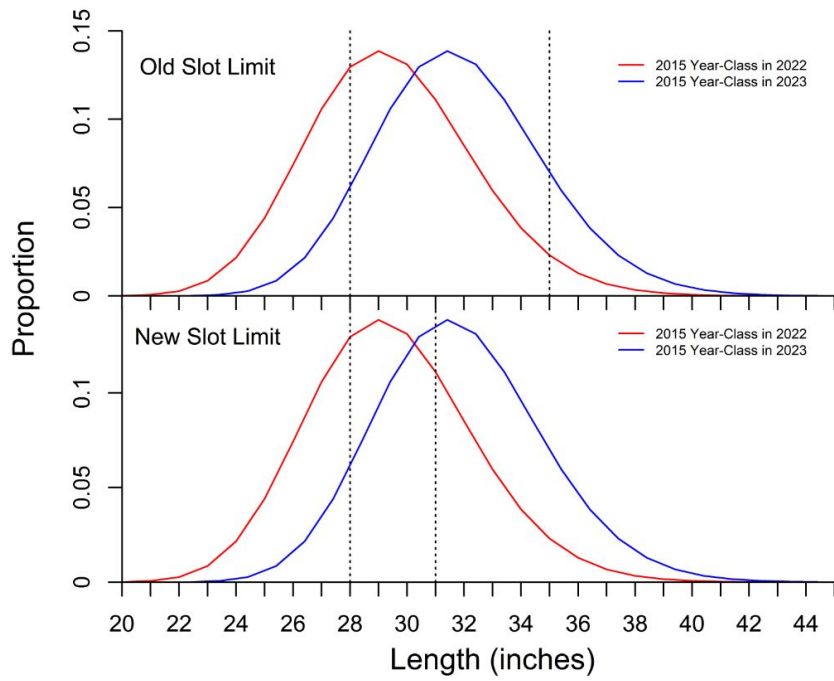 0.15
Old Slot Limit
2015 Year-Class in 2022
2015 Year-Class in 2023
0.1
0.05
0
Proportion
New Slot Limit
2015 Year-Class in 2022
2015 Year-Class in 2023
0.1
0.05
0
20 22 24 26 28 30 32 34 36 38 40 42 44
Length (inches)